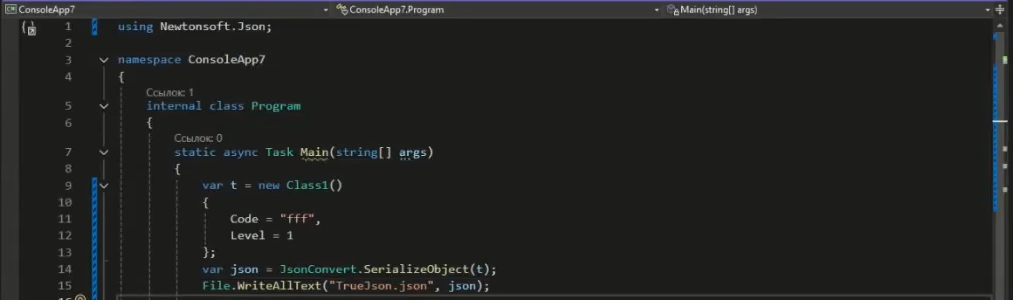 C# ConsoleApp7 ConsoleApp7.Program Main(string[] args)
1 using Newtonsoft.Json;
2
3 namespace ConsoleApp7
4 {
Ссылок: 1
5 internal class Program
6 {
Ссылок: 0
7 static async Task Main(string[] args)
8 {
9 var t = new Class1()
10 {
11 Code = "fff",
12 Level = 1
13 };
14 var json = JsonConvert.SerializeObject(t);
15 File.WriteAllText("TrueJson.json", json);
16